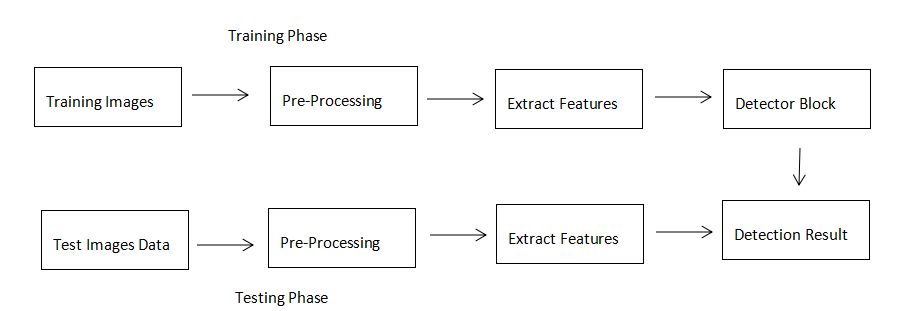 Training Phase
Training Images
Pre-Processing
Extract Features
Detector Block
Test Images Data
Pre-Processing
Extract Features
Detection Result
Testing Phase